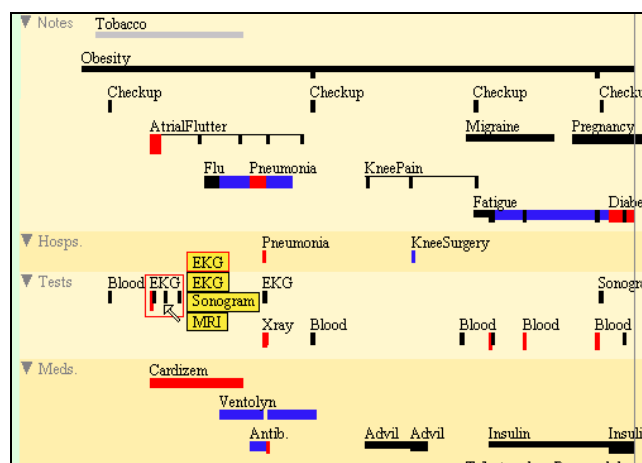 Notes Tobacco
Obesity
Checkup Checkup Checkup Checku
AtrialFlutter Migraine Pregnancy
Flu Pneumonia KneePain
Fatigue Diabe
Hosps. Pneumonia KneeSurgery
EKG
Tests Blood EKG EKG EKG Sonogra
Sonogram
MRI Xray Blood Blood Blood Blood
Meds. Cardizem
Ventolyn
Antib. Advil Advil Insulin Insuli